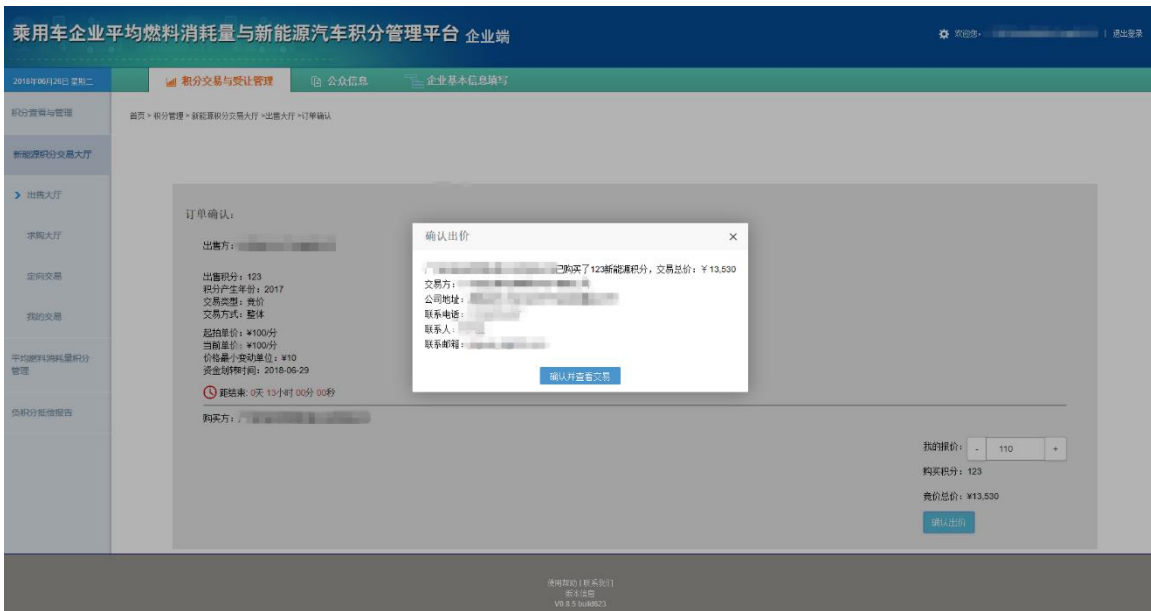 乘用车企业平均燃料消耗量与新能源汽车积分管理平台 企业端
欢迎您,
| 退出登录
2018年06月26日 星期二
积分交易与受让管理
公众信息
企业基本信息填写
积分查询与管理
首页 > 积分管理 > 新能源积分交易大厅 >出售大厅 >订单确认
新能源积分交易大厅
出售大厅
求购大厅
定向交易
我的交易
平均燃料消耗量积分
管理
负积分抵偿报告
订单确认:
出售方:
出售积分:123
积分产生年份:2017
交易类型:竞价
交易方式:整体
起拍单价:¥100/分
当前单价:¥100/分
价格最小变动单位:¥10
资金划转时间:2018-06-29
距结束: 0天 13小时 00分 00秒
购买方:
确认出价
×
已购买了123新能源积分,交易总价:¥ 13,530
交易方:
公司地址:
联系电话:
联系人:
联系邮箱:
确认并查看交易
我的报价: - 110 +
购买积分:123
竞价总价:¥13,530
确认出价
使用帮助 | 联系我们
版本信息
V0.8.5 build623